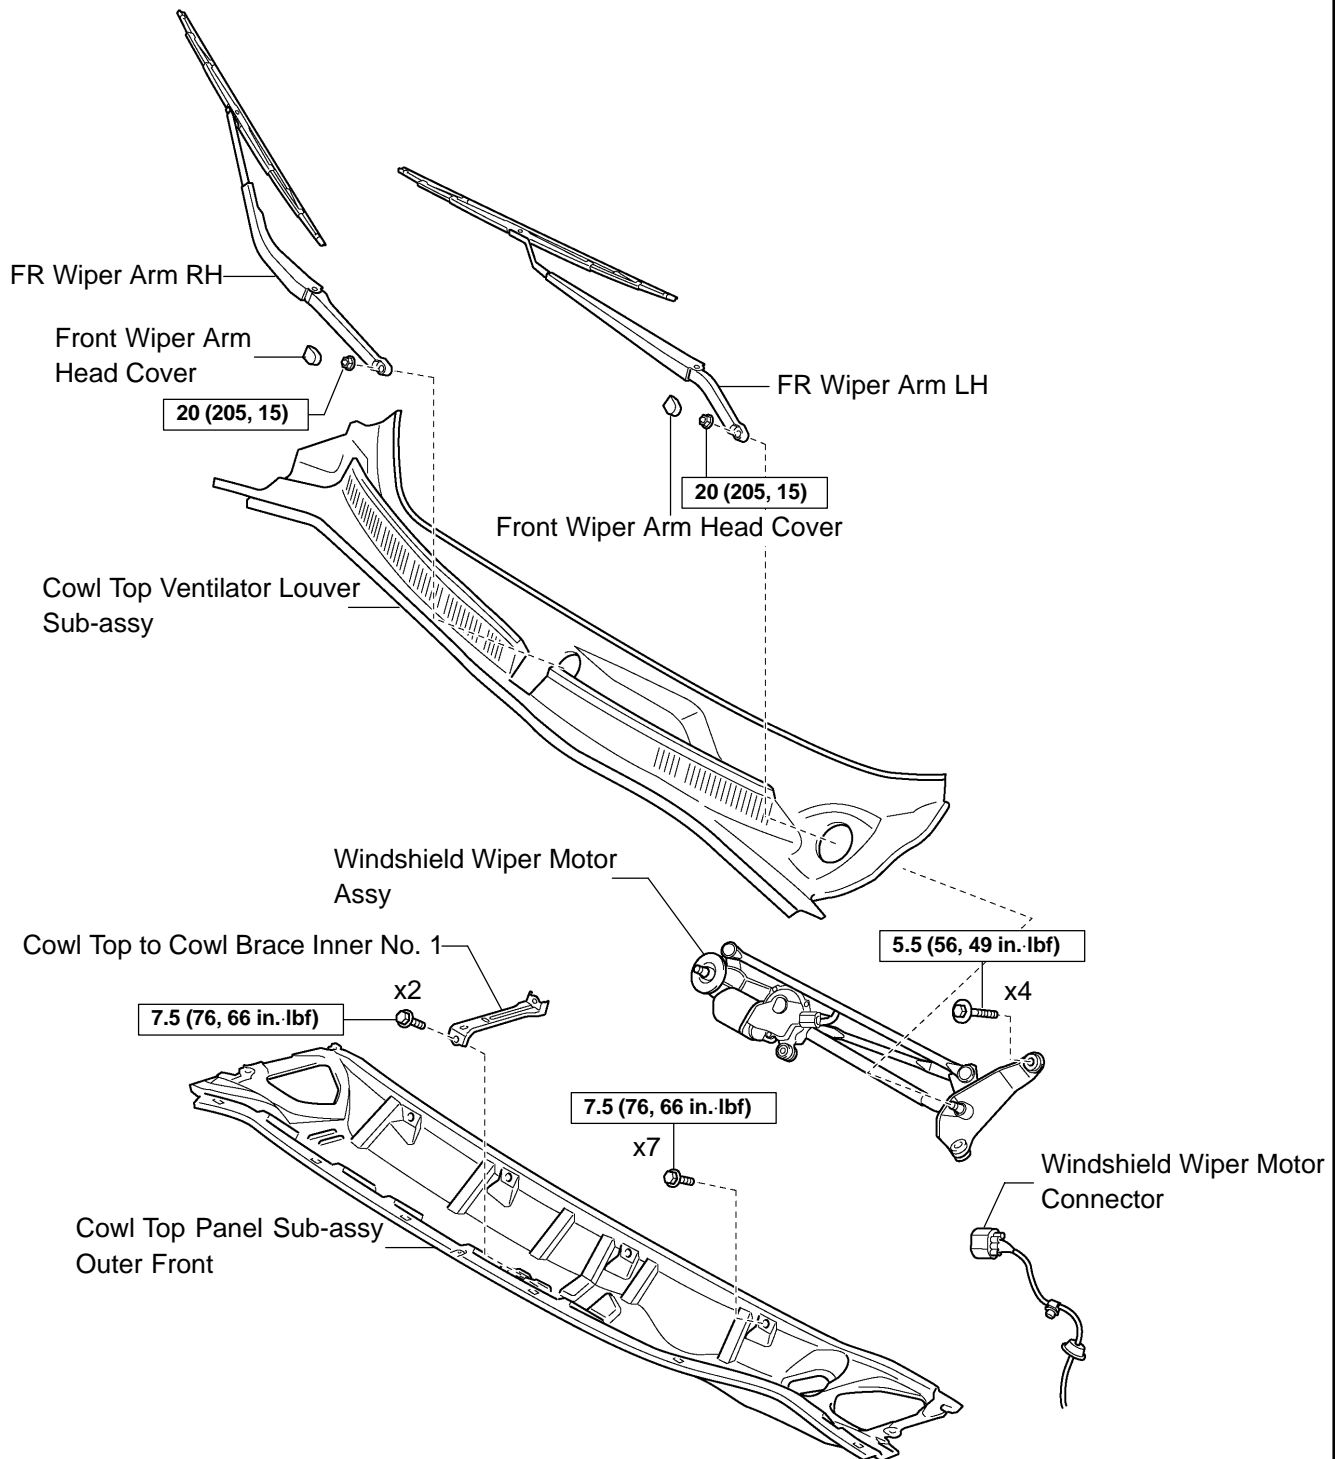 FR Wiper Arm RH
Front Wiper Arm
Head Cover
20 (205, 15)
FR Wiper Arm LH
20 (205, 15)
Front Wiper Arm Head Cover
Cowl Top Ventilator Louver
Sub-assy
Windshield Wiper Motor
Assy
Cowl Top to Cowl Brace Inner No. 1
5.5 (56, 49 in.·lbf)
x4
x2
7.5 (76, 66 in.·lbf)
7.5 (76, 66 in.·lbf)
x7
Windshield Wiper Motor
Connector
Cowl Top Panel Sub-assy
Outer Front